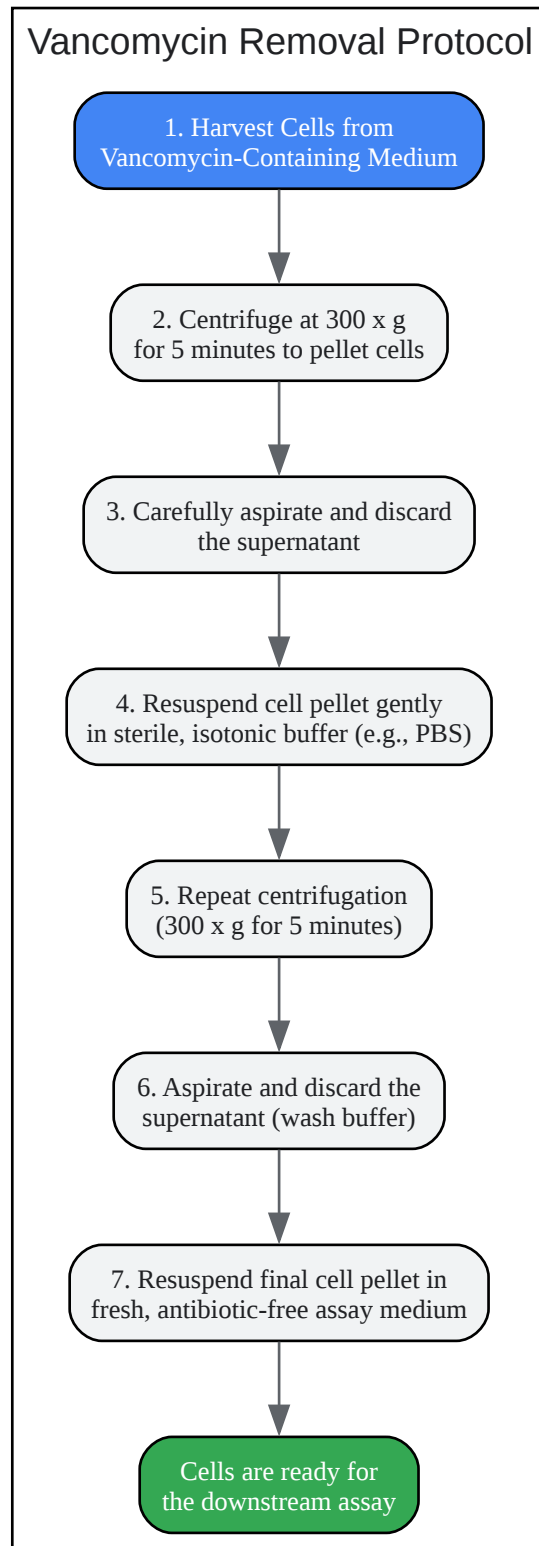 Vancomycin Removal Protocol
1. Harvest Cells from
Vancomycin-Containing Medium
2. Centrifuge at 300 x g
for 5 minutes to pellet cells
3. Carefully aspirate and discard
the supernatant
4. Resuspend cell pellet gently
in sterile, isotonic buffer (e.g., PBS)
5. Repeat centrifugation
(300 x g for 5 minutes)
6. Aspirate and discard the
supernatant (wash buffer)
7. Resuspend final cell pellet in
fresh, antibiotic-free assay medium
Cells are ready for
the downstream assay